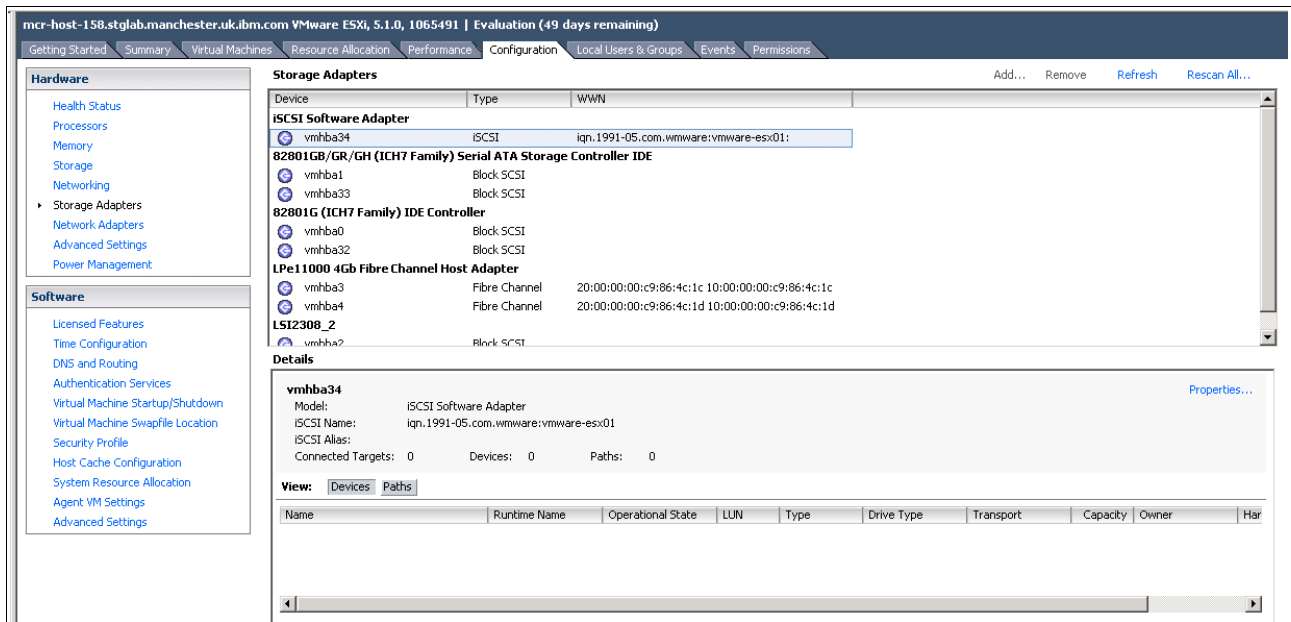 mcr-host-158.stglab.manchester.uk.ibm.com VMware ESXi, 5.1.0, 1065491 | Evaluation (49 days remaining)
Getting Started Summary Virtual Machines Resource Allocation Performance Configuration Local Users & Groups Events Permissions
Hardware
Health Status
Processors
Memory
Storage
Networking
Storage Adapters
Network Adapters
Advanced Settings
Power Management
Software
Licensed Features
Time Configuration
DNS and Routing
Authentication Services
Virtual Machine Startup/Shutdown
Virtual Machine Swapfile Location
Security Profile
Host Cache Configuration
System Resource Allocation
Agent VM Settings
Advanced Settings
Storage Adapters Add... Remove Refresh Rescan All...
Device Type WWN
iSCSI Software Adapter
vmhba34 iSCSI iqn.1991-05.com.wmware:vmware-esx01:
82801GB/GR/GH (ICH7 Family) Serial ATA Storage Controller IDE
vmhba1 Block SCSI
vmhba33 Block SCSI
82801G (ICH7 Family) IDE Controller
vmhba0 Block SCSI
vmhba32 Block SCSI
LPe11000 4Gb Fibre Channel Host Adapter
vmhba3 Fibre Channel 20:00:00:00:c9:86:4c:1c 10:00:00:00:c9:86:4c:1c
vmhba4 Fibre Channel 20:00:00:00:c9:86:4c:1d 10:00:00:00:c9:86:4c:1d
LSI2308_2
vmhba2 Block SCSI
Details
vmhba34 Properties...
Model: iSCSI Software Adapter
iSCSI Name: iqn.1991-05.com.wmware:vmware-esx01
iSCSI Alias:
Connected Targets: 0 Devices: 0 Paths: 0
View: Devices Paths
Name Runtime Name Operational State LUN Type Drive Type Transport Capacity Owner Har